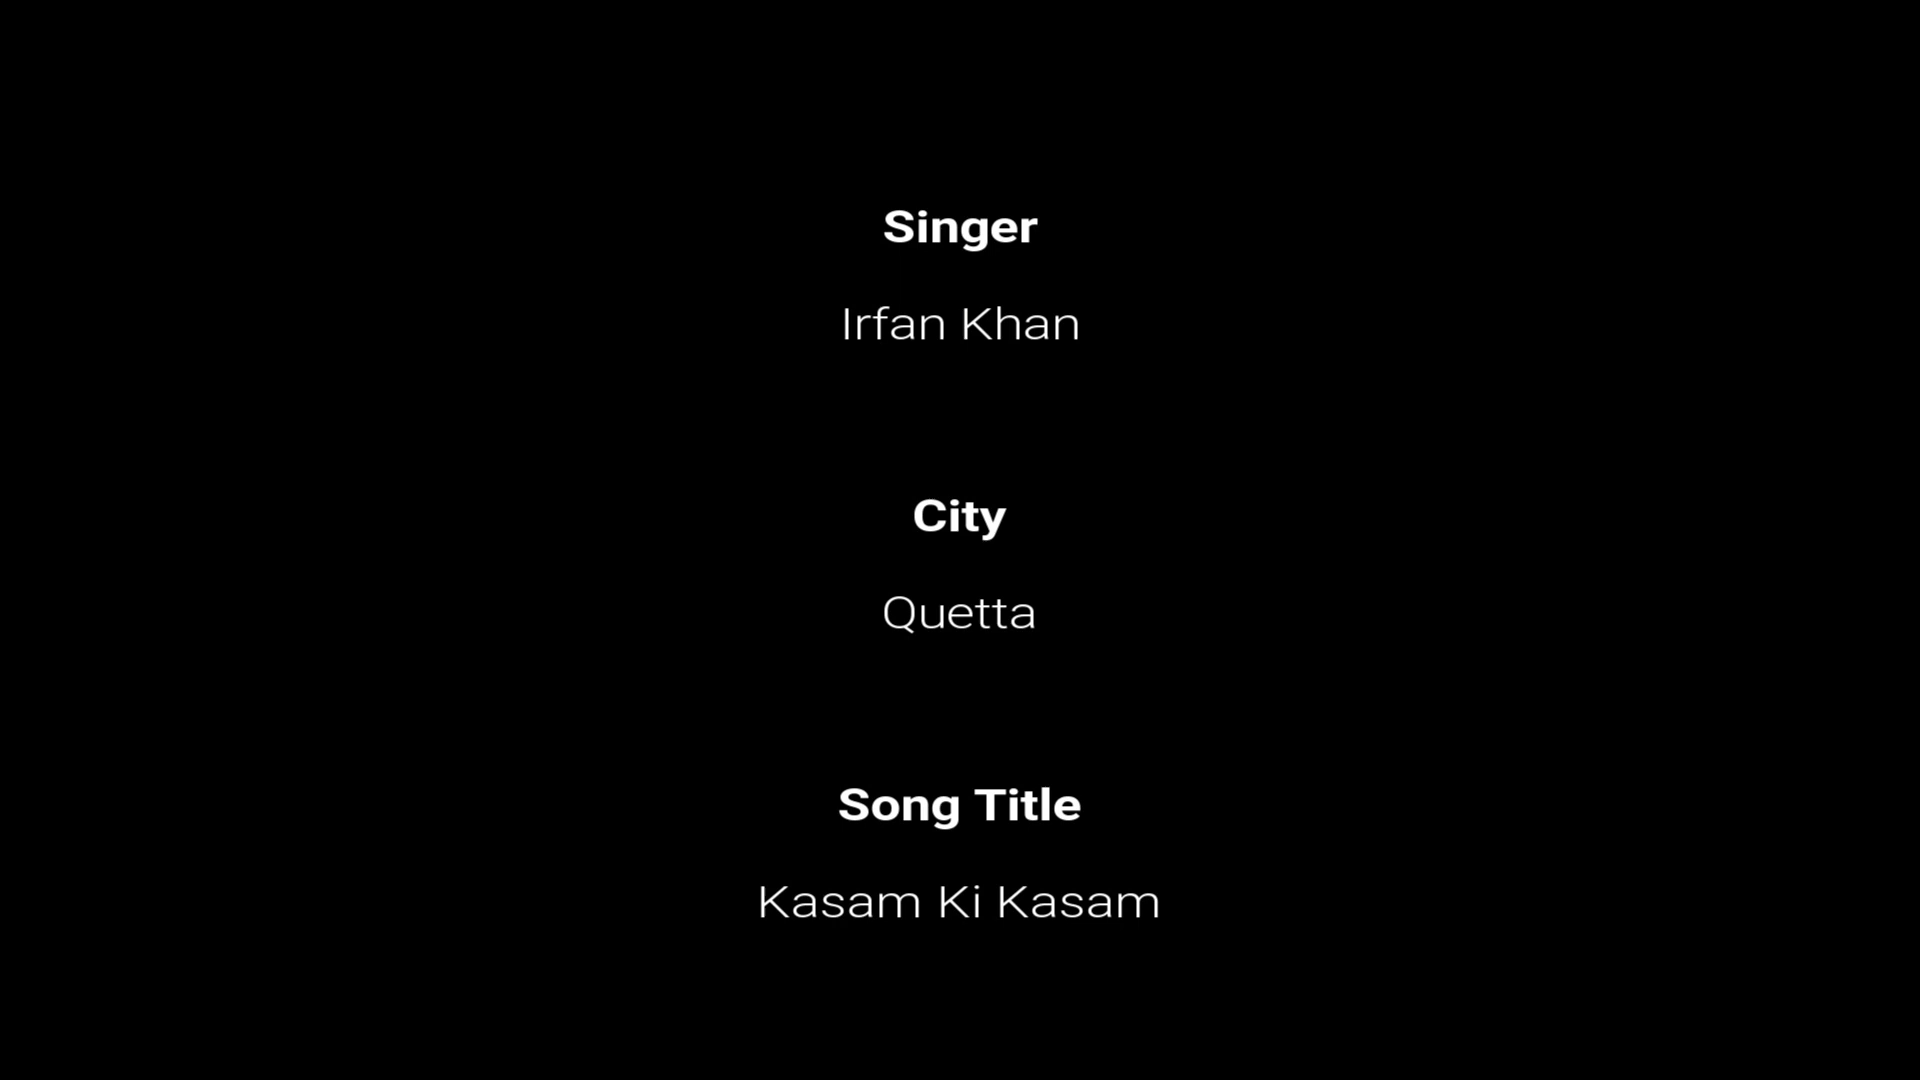 Singer
Irfan Khan
City
Quetta
Song Title
Kasam Ki Kasam